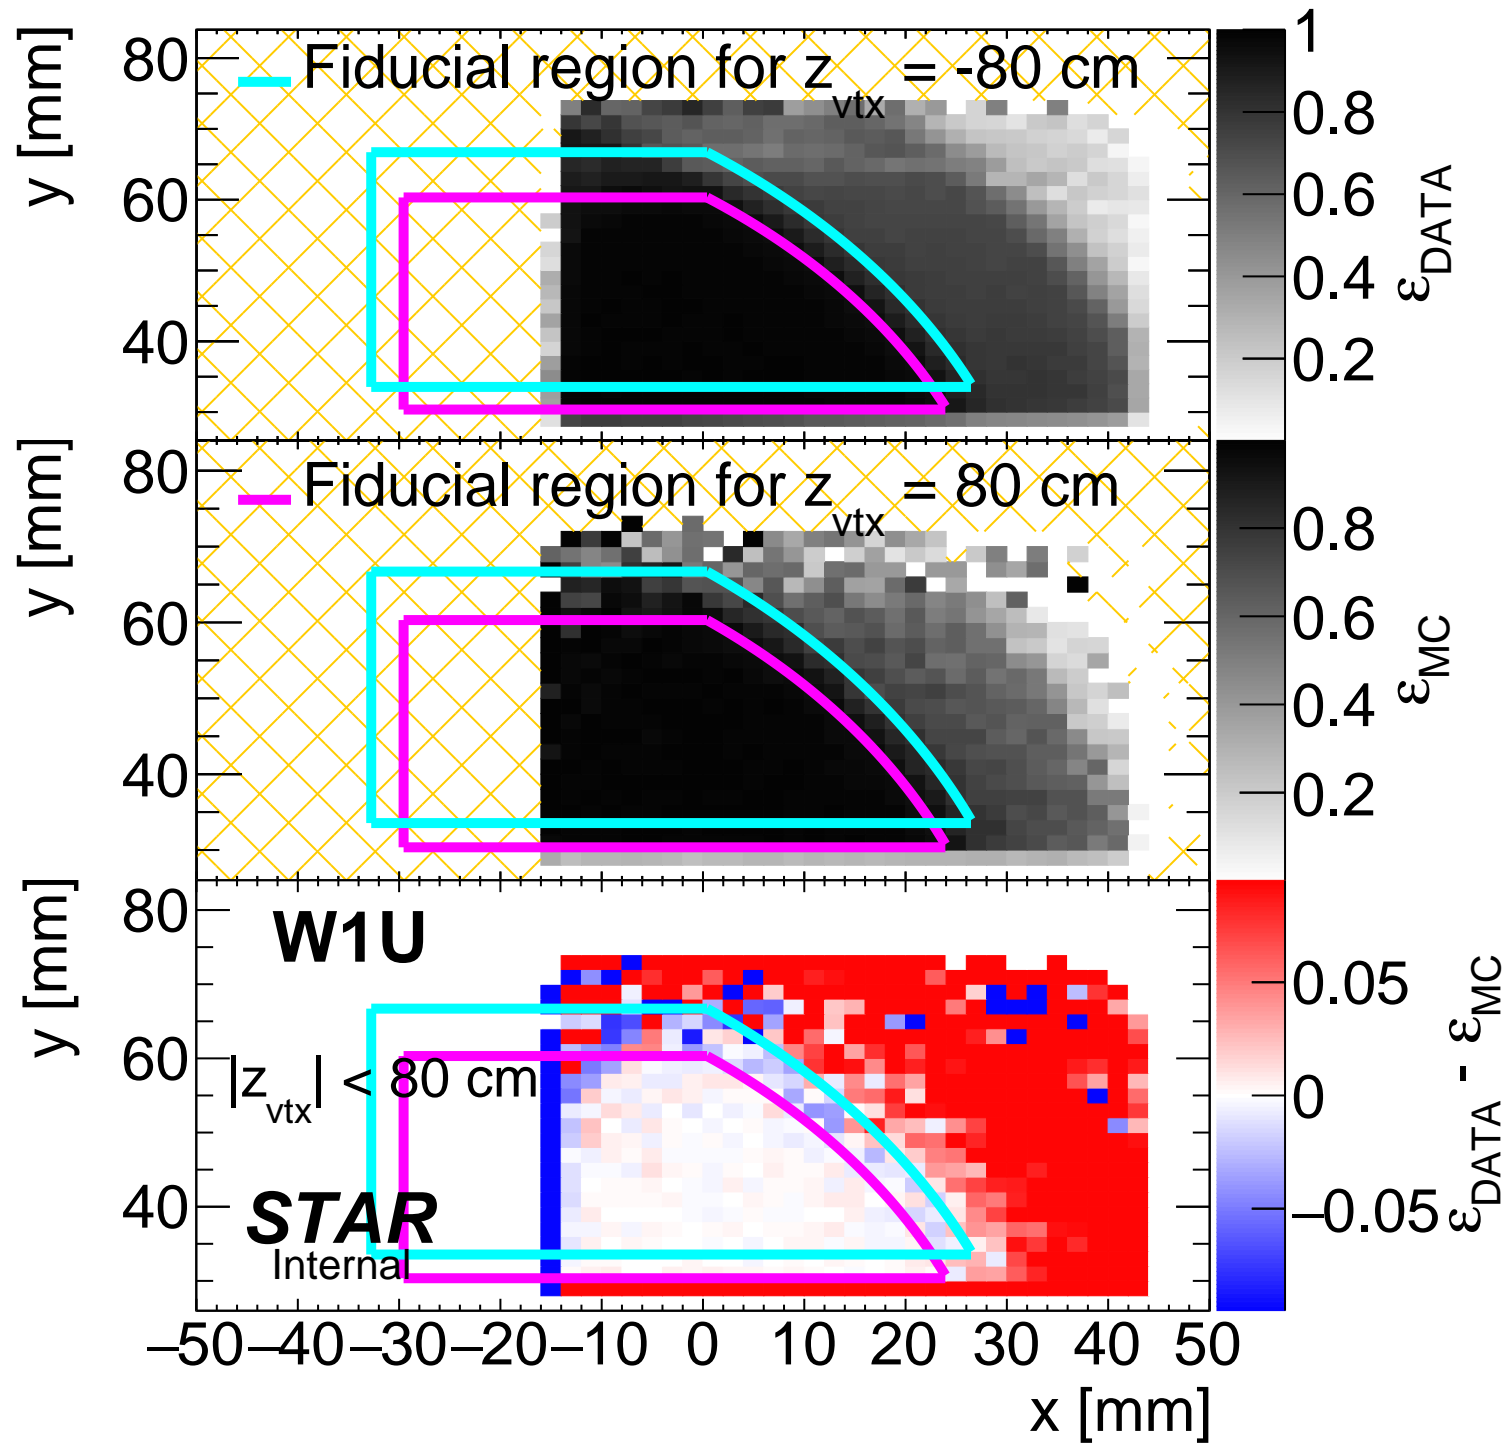 y [mm]
80
60
40
Fiducial region for z_vtx = -80 cm
1
0.8
0.6
0.4
0.2
ε_DATA
y [mm]
80
60
40
Fiducial region for z_vtx = 80 cm
0.8
0.6
0.4
0.2
ε_MC
y [mm]
80
60
40
W1U
|z_vtx| < 80 cm
STAR
Internal
0.05
0
−0.05
ε_DATA - ε_MC
−50 −40 −30 −20 −10 0 10 20 30 40 50
x [mm]